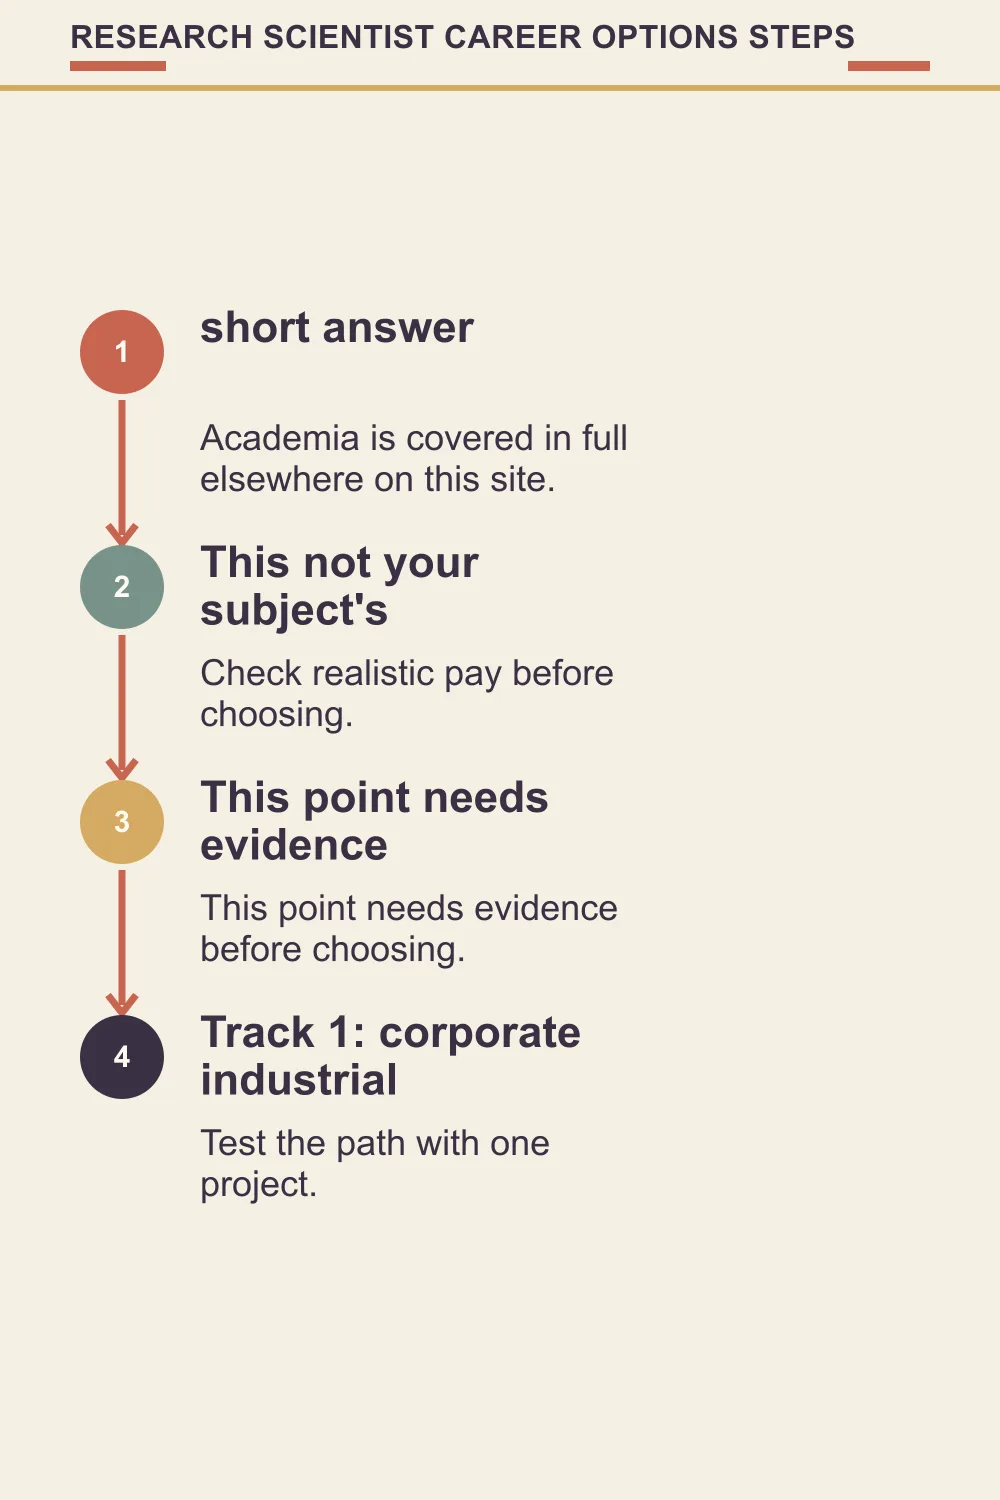 RESEARCH SCIENTIST CAREER OPTIONS STEPS
1
short answer
Academia is covered in full
elsewhere on this site.
2
This not your
subject's
Check realistic pay before
choosing.
3
This point needs
evidence
This point needs evidence
before choosing.
4
Track 1: corporate
industrial
Test the path with one
project.